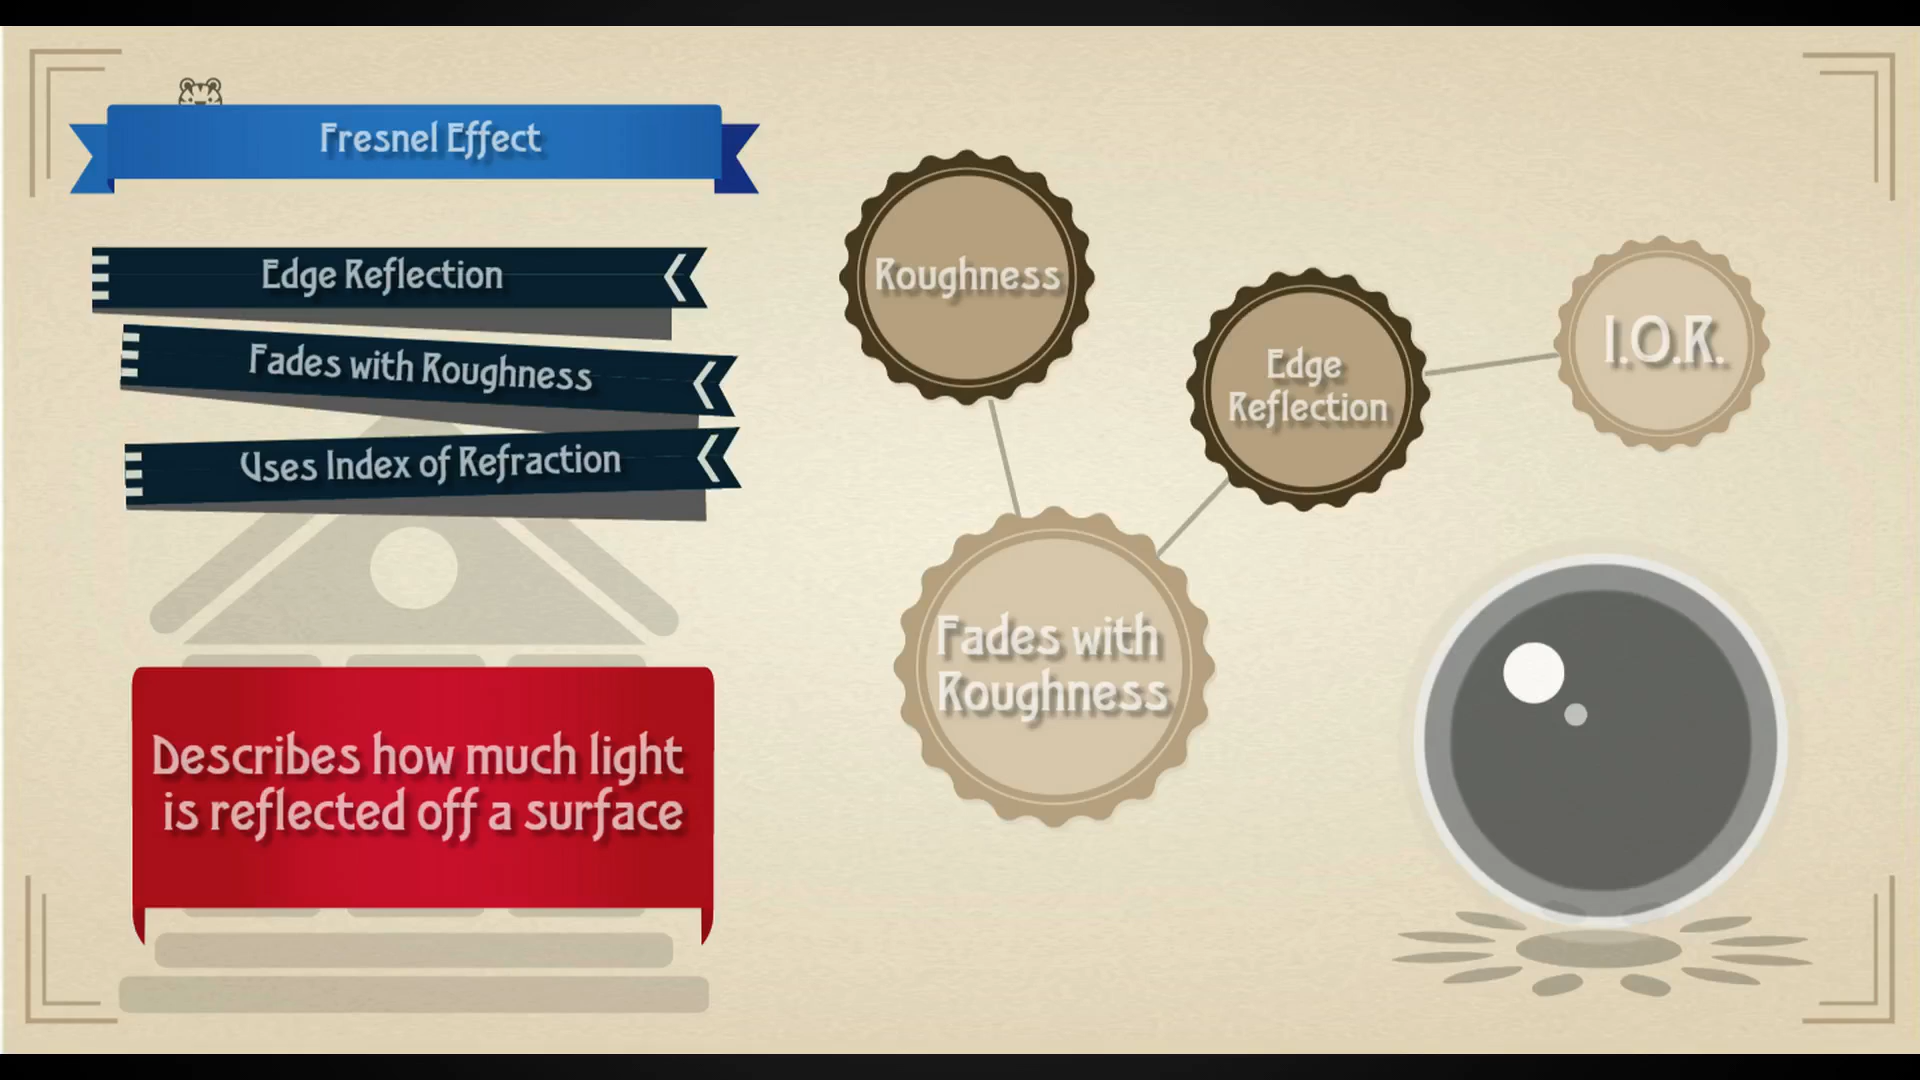 Fresnel Effect
Edge Reflection
Fades with Roughness
Uses Index of Refraction
Describes how much light
is reflected off a surface
Roughness
Edge
Reflection
I.O.R.
Fades with
Roughness